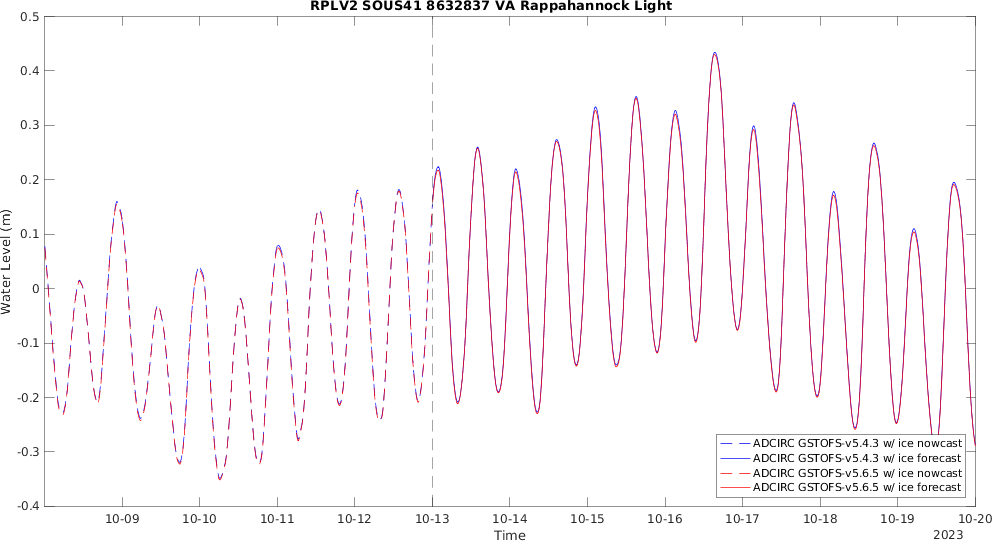 RPLV2 SOUS41 8632837 VA Rappahannock Light
0.5
0.4
0.3
0.2
0.1
0
-0.1
-0.2
-0.3
-0.4
Water Level (m)
10-09 10-10 10-11 10-12 10-13 10-14 10-15 10-16 10-17 10-18 10-19 10-20
Time
2023
ADCIRC GSTOFS-v5.4.3 w/ ice nowcast
ADCIRC GSTOFS-v5.4.3 w/ ice forecast
ADCIRC GSTOFS-v5.6.5 w/ ice nowcast
ADCIRC GSTOFS-v5.6.5 w/ ice forecast